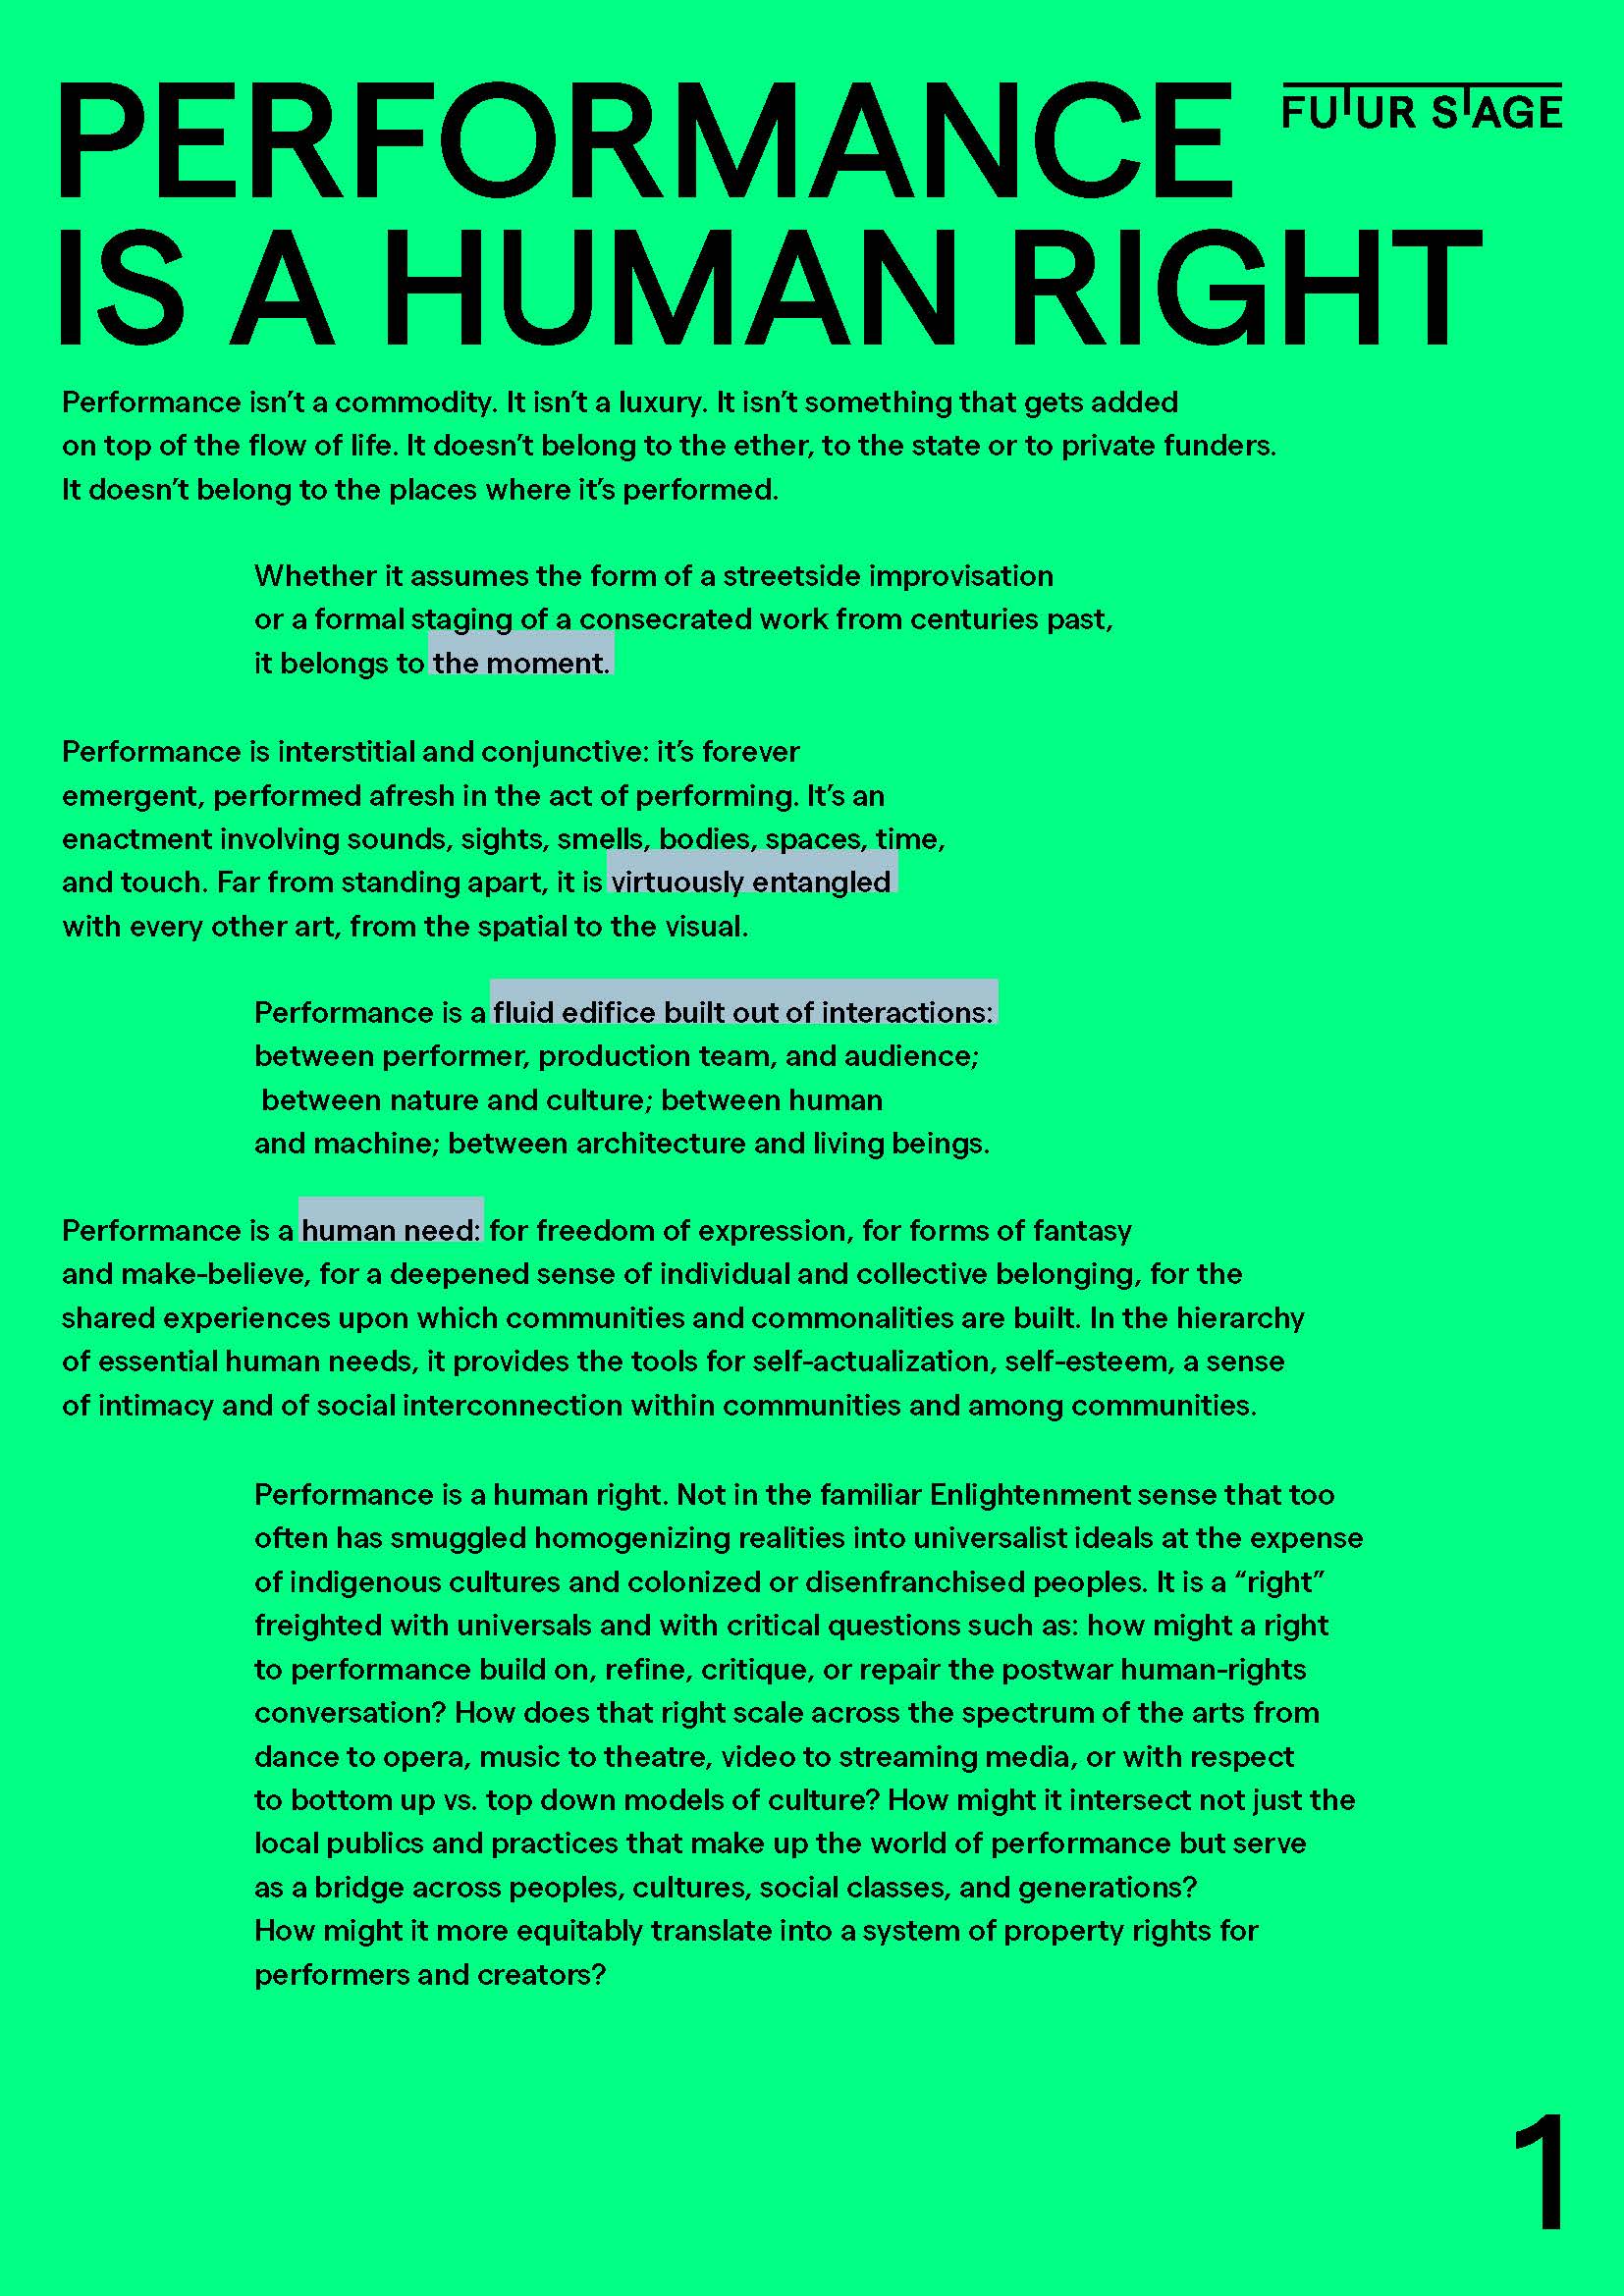 PERFORMANCE
FUTUR STAGE
IS A HUMAN RIGHT
Performance isn’t a commodity. It isn’t a luxury. It isn’t something that gets added
on top of the flow of life. It doesn’t belong to the ether, to the state or to private funders.
It doesn’t belong to the places where it’s performed.
Whether it assumes the form of a streetside improvisation
or a formal staging of a consecrated work from centuries past,
it belongs to the moment.
Performance is interstitial and conjunctive: it’s forever
emergent, performed afresh in the act of performing. It’s an
enactment involving sounds, sights, smells, bodies, spaces, time,
and touch. Far from standing apart, it is virtuously entangled
with every other art, from the spatial to the visual.
Performance is a fluid edifice built out of interactions:
between performer, production team, and audience;
between nature and culture; between human
and machine; between architecture and living beings.
Performance is a human need: for freedom of expression, for forms of fantasy
and make-believe, for a deepened sense of individual and collective belonging, for the
shared experiences upon which communities and commonalities are built. In the hierarchy
of essential human needs, it provides the tools for self-actualization, self-esteem, a sense
of intimacy and of social interconnection within communities and among communities.
Performance is a human right. Not in the familiar Enlightenment sense that too
often has smuggled homogenizing realities into universalist ideals at the expense
of indigenous cultures and colonized or disenfranchised peoples. It is a “right”
freighted with universals and with critical questions such as: how might a right
to performance build on, refine, critique, or repair the postwar human-rights
conversation? How does that right scale across the spectrum of the arts from
dance to opera, music to theatre, video to streaming media, or with respect
to bottom up vs. top down models of culture? How might it intersect not just the
local publics and practices that make up the world of performance but serve
as a bridge across peoples, cultures, social classes, and generations?
How might it more equitably translate into a system of property rights for
performers and creators?
1